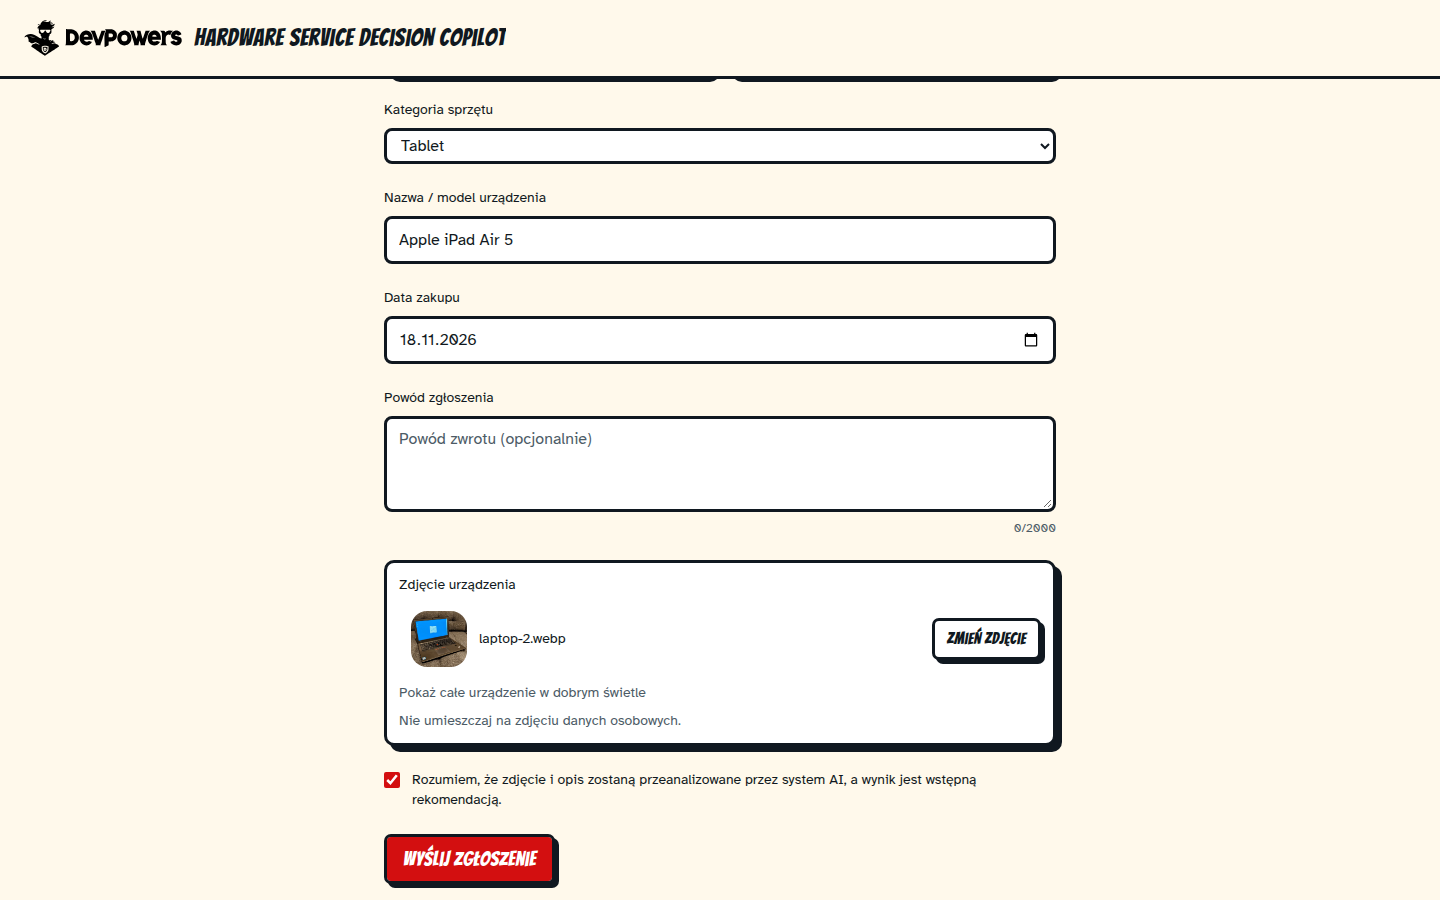 DevPowers HARDWARE SERVICE DECISION COPILOT
Kategoria sprzętu
Tablet
Nazwa / model urządzenia
Apple iPad Air 5
Data zakupu
18.11.2026
Powód zgłoszenia
Powód zwrotu (opcjonalnie)
0/2000
Zdjęcie urządzenia
laptop-2.webp
ZMIEŃ ZDJĘCIE
Pokaż całe urządzenie w dobrym świetle
Nie umieszczaj na zdjęciu danych osobowych.
Rozumiem, że zdjęcie i opis zostaną przeanalizowane przez system AI, a wynik jest wstępną
rekomendacją.
WYŚLIJ ZGŁOSZENIE